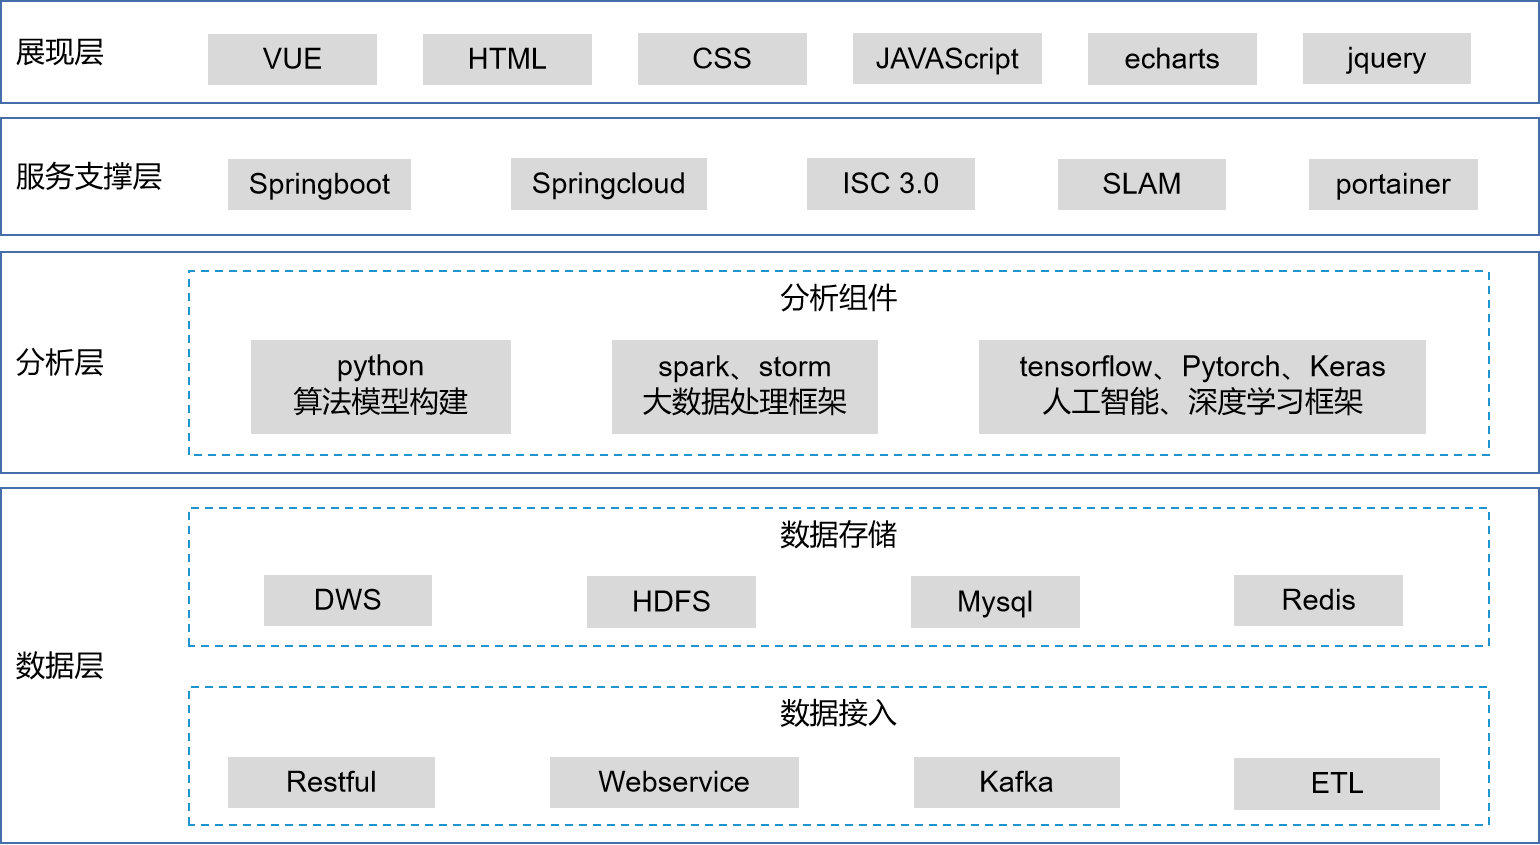 展现层
VUE
HTML
CSS
JAVAScript
echarts
jquery
服务支撑层
Springboot
Springcloud
ISC 3.0
SLAM
portainer
分析层
分析组件
python
算法模型构建
spark、storm
大数据处理框架
tensorflow、Pytorch、Keras
人工智能、深度学习框架
数据层
数据存储
DWS
HDFS
Mysql
Redis
数据接入
Restful
Webservice
Kafka
ETL